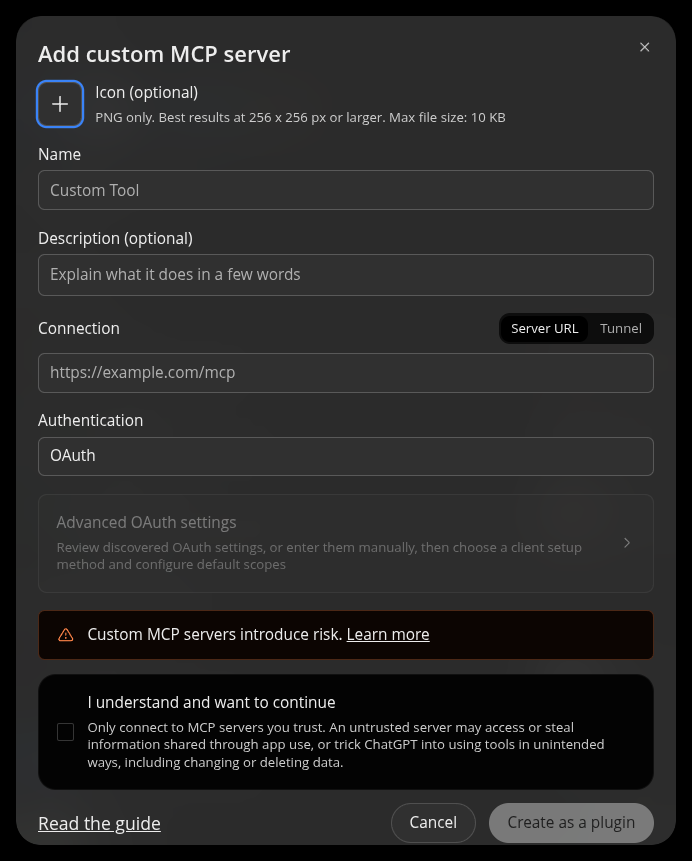 Add custom MCP server
Icon (optional)
PNG only. Best results at 256 x 256 px or larger. Max file size: 10 KB
Name
Custom Tool
Description (optional)
Explain what it does in a few words
Connection
Server URL
Tunnel
https://example.com/mcp
Authentication
OAuth
Advanced OAuth settings
Review discovered OAuth settings, or enter them manually, then choose a client setup
method and configure default scopes
Custom MCP servers introduce risk. Learn more
I understand and want to continue
Only connect to MCP servers you trust. An untrusted server may access or steal
information shared through app use, or trick ChatGPT into using tools in unintended
ways, including changing or deleting data.
Read the guide
Cancel
Create as a plugin